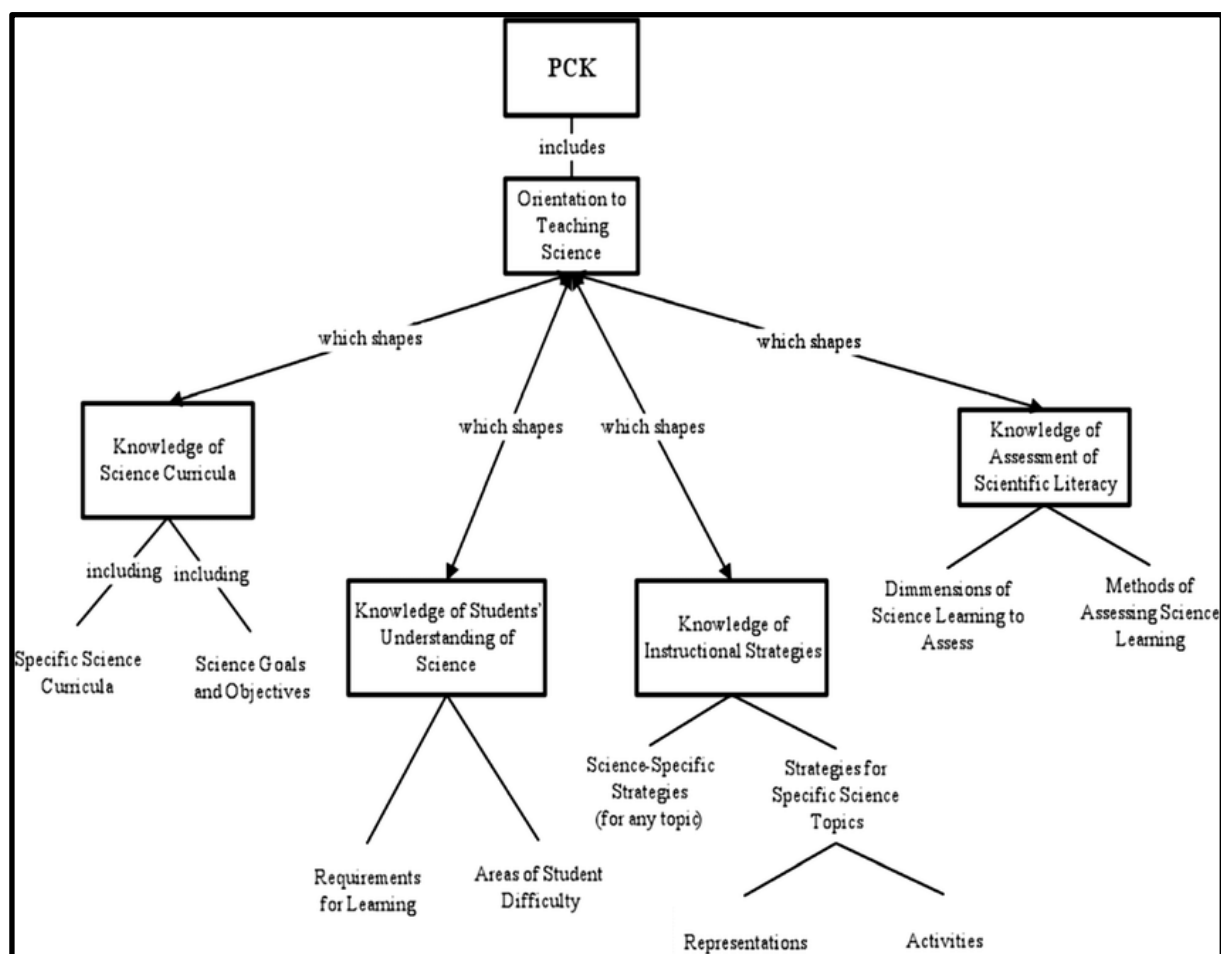 PCK
includes
Orientation to
Teaching
Science
which shapes
which shapes
which shapes
which shapes
Knowledge of
Science Curricula
Knowledge of
Assessment of
Scientific Literacy
including
including
Specific Science
Curricula
Science Goals
and Objectives
Knowledge of Students'
Understanding of
Science
Knowledge of
Instructional Strategies
Dimmensions of
Science Learning to
Assess
Methods of
Assessing Science
Learning
Science-Specific
Strategies
(for any topic)
Strategies for
Specific Science
Topics
Requirements
for Learning
Areas of Student
Difficulty
Representations
Activities